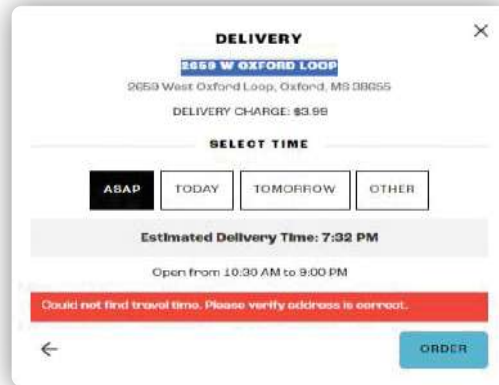 DELIVERY
2659 W OXFORD LOOP
2659 West Oxford Loop, Oxford, MS 38655
DELIVERY CHARGE: $3.99
SELECT TIME
ASAP
TODAY
TOMORROW
OTHER
Estimated Delivery Time: 7:32 PM
Open from 10:30 AM to 9:00 PM
Could not find travel time. Please verify address is correct.
ORDER